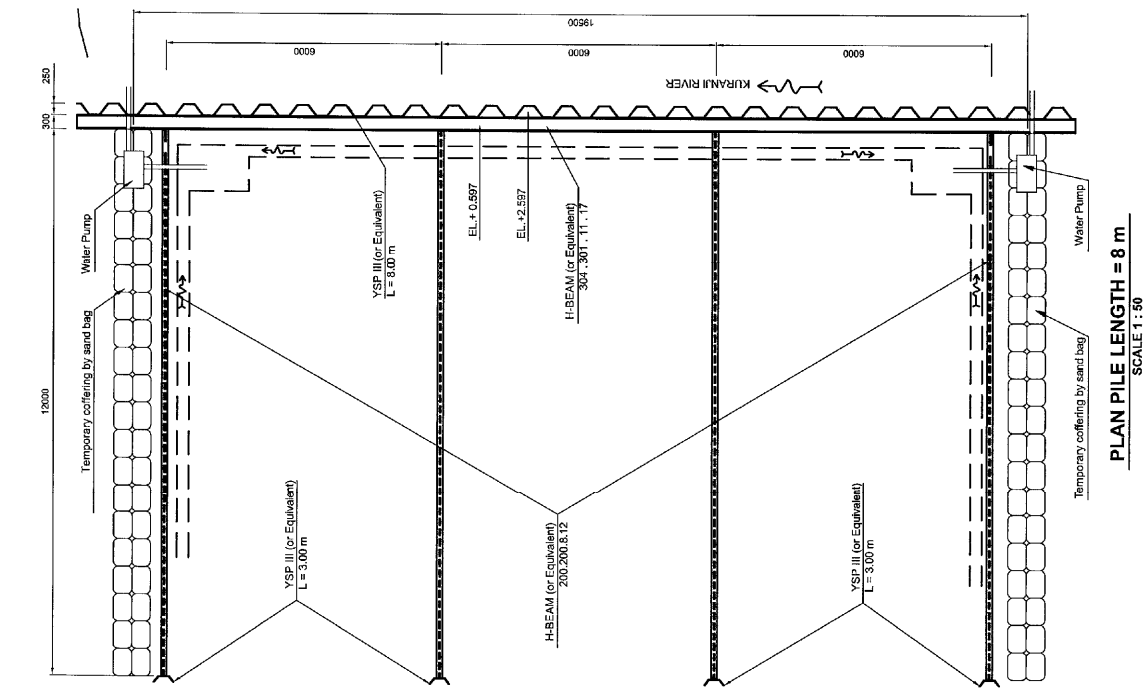 19500
6000
6000
6000
250
300
12000
KURANJI RIVER
Water Pump
Temporary coffering by sand bag
YSP III (or Equivalent)
L = 8.00 m
EL.+ 0.597
EL.+2.597
H-BEAM (or Equivalent)
304.301.11.17
Water Pump
Temporary coffering by sand bag
YSP III (or Equivalent)
L = 3.00 m
H-BEAM (or Equivalent)
200.200.8.12
YSP III (or Equivalent)
L = 3.00 m
PLAN PILE LENGTH = 8 m
SCALE 1 : 50